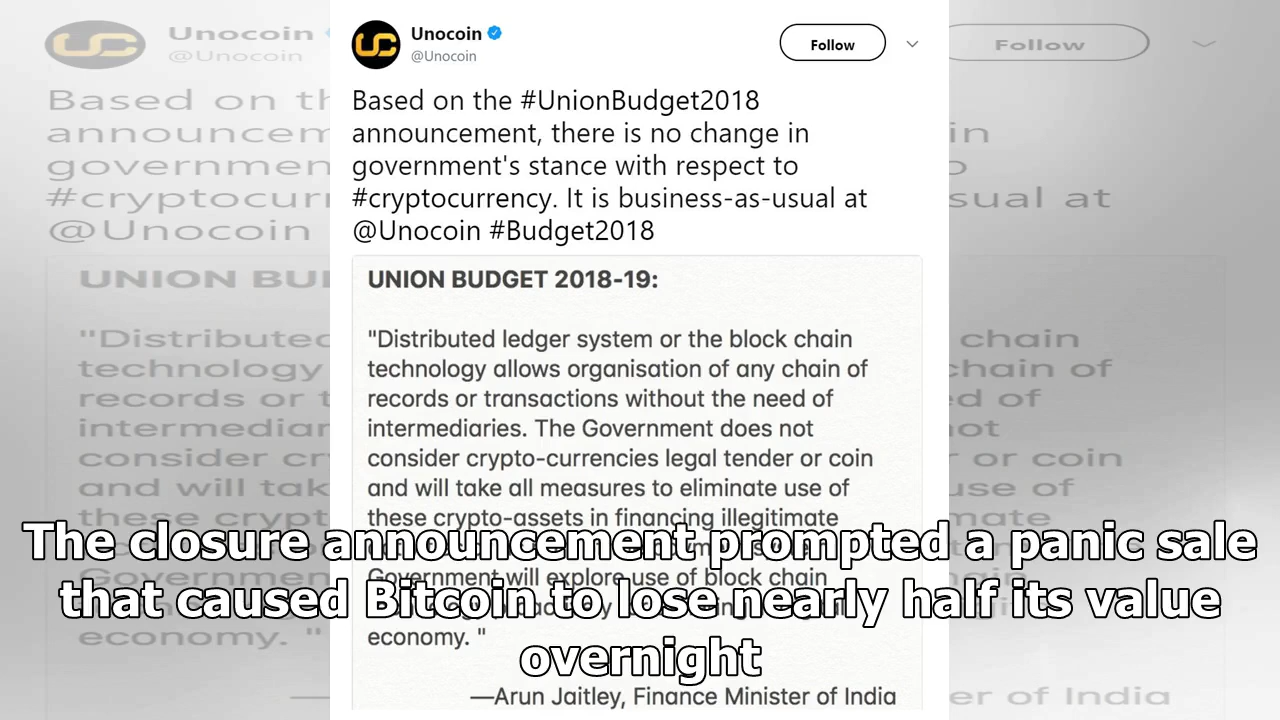 Unocoin
@Unocoin
Follow
Based on the #UnionBudget2018
announcement, there is no change in
government's stance with respect to
#cryptocurrency. It is business-as-usual at
@Unocoin #Budget2018
UNION BUDGET 2018-19:
"Distributed ledger system or the block chain
technology allows organisation of any chain of
records or transactions without the need of
intermediaries. The Government does not
consider crypto-currencies legal tender or coin
and will take all measures to eliminate use of
these crypto-assets in financing illegitimate
Government will explore use of block chain
economy. "
—Arun Jaitley, Finance Minister of India
The closure announcement prompted a panic sale
that caused Bitcoin to lose nearly half its value
overnight